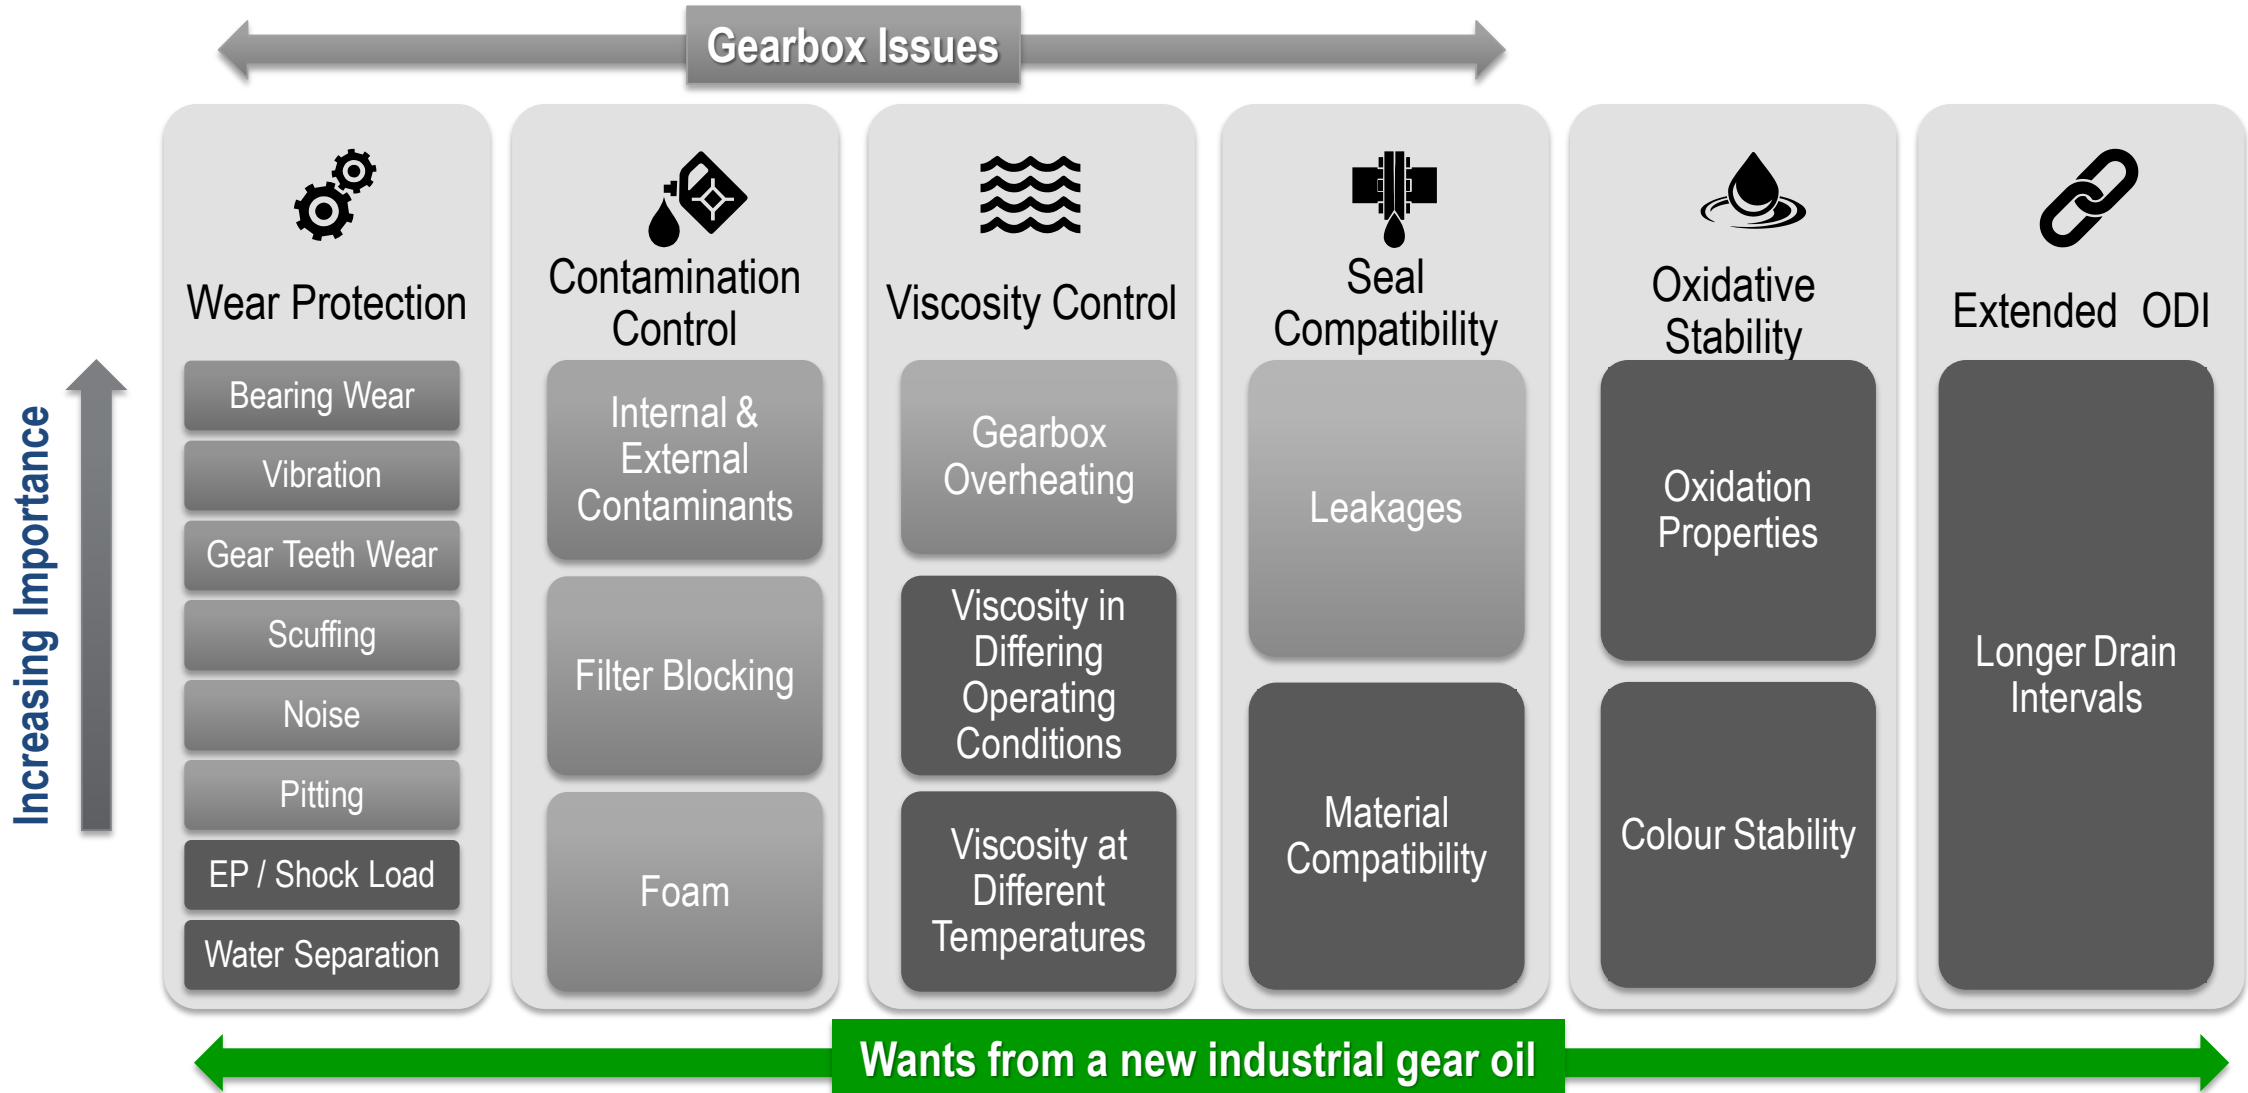 Gearbox Issues
Wear Protection
Bearing Wear
Vibration
Gear Teeth Wear
Scuffing
Noise
Pitting
EP / Shock Load
Water Separation
Contamination
Control
Internal &
External
Contaminants
Filter Blocking
Foam
Viscosity Control
Gearbox
Overheating
Viscosity in
Differing
Operating
Conditions
Viscosity at
Different
Temperatures
Seal
Compatibility
Leakages
Material
Compatibility
Oxidative
Stability
Oxidation
Properties
Colour Stability
Extended ODI
Longer Drain
Intervals
Increasing Importance
Wants from a new industrial gear oil